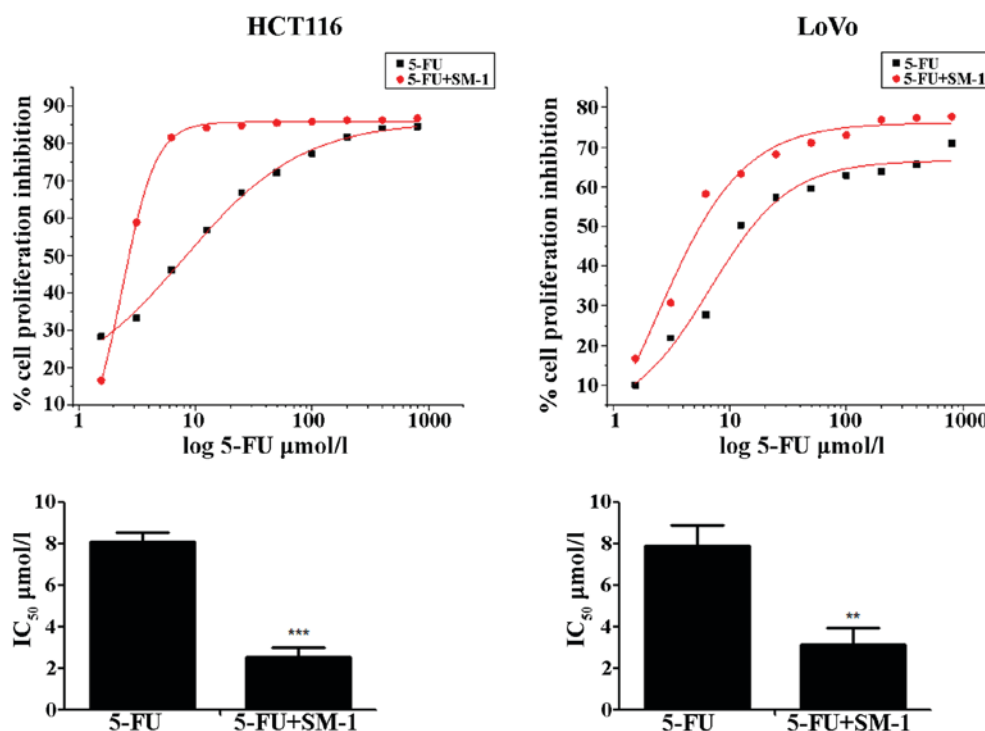 HCT116
5-FU
5-FU+SM-1
% cell proliferation inhibition
90
80
70
60
50
40
30
20
10
1
10
100
1000
log 5-FU µmol/l
LoVo
5-FU
5-FU+SM-1
% cell proliferation inhibition
80
70
60
50
40
30
20
10
1
10
100
1000
log 5-FU µmol/l
IC50 µmol/l
10
8
6
4
2
0
***
5-FU
5-FU+SM-1
IC50 µmol/l
10
8
6
4
2
0
**
5-FU
5-FU+SM-1